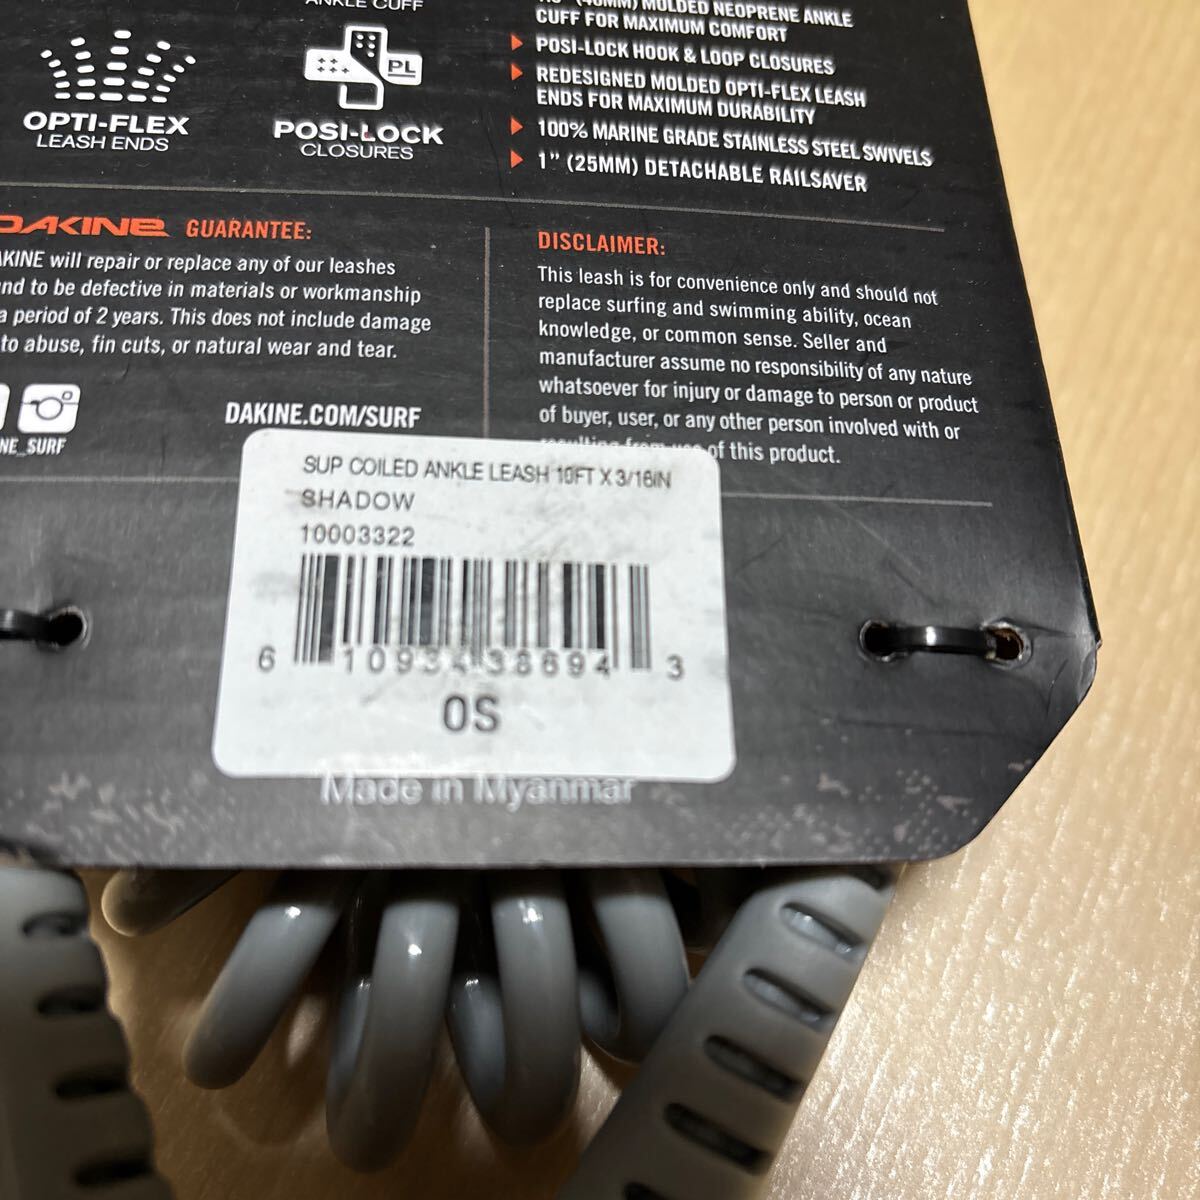 ANKLE CUFF
OPTI-FLEX
LEASH ENDS
PL
POSI-LOCK
CLOSURES
MOLDED NEOPRENE ANKLE
CUFF FOR MAXIMUM COMFORT
POSI-LOCK HOOK & LOOP CLOSURES
REDESIGNED MOLDED OPTI-FLEX LEASH
ENDS FOR MAXIMUM DURABILITY
100% MARINE GRADE STAINLESS STEEL SWIVELS
1" (25MM) DETACHABLE RAILSAVER
DAKINE GUARANTEE:
AKINE will repair or replace any of our leashes
nd to be defective in materials or workmanship
a period of 2 years. This does not include damage
to abuse, fin cuts, or natural wear and tear.
NE_SURF
DAKINE.COM/SURF
DISCLAIMER:
This leash is for convenience only and should not
replace surfing and swimming ability, ocean
knowledge, or common sense. Seller and
manufacturer assume no responsibility of any nature
whatsoever for injury or damage to person or product
of buyer, user, or any other person involved with or
resulting from use of this product.
SUP COILED ANKLE LEASH 10FT X 3/16IN
SHADOW
10003322
6 10934 38694 3
OS
Made in Myanmar